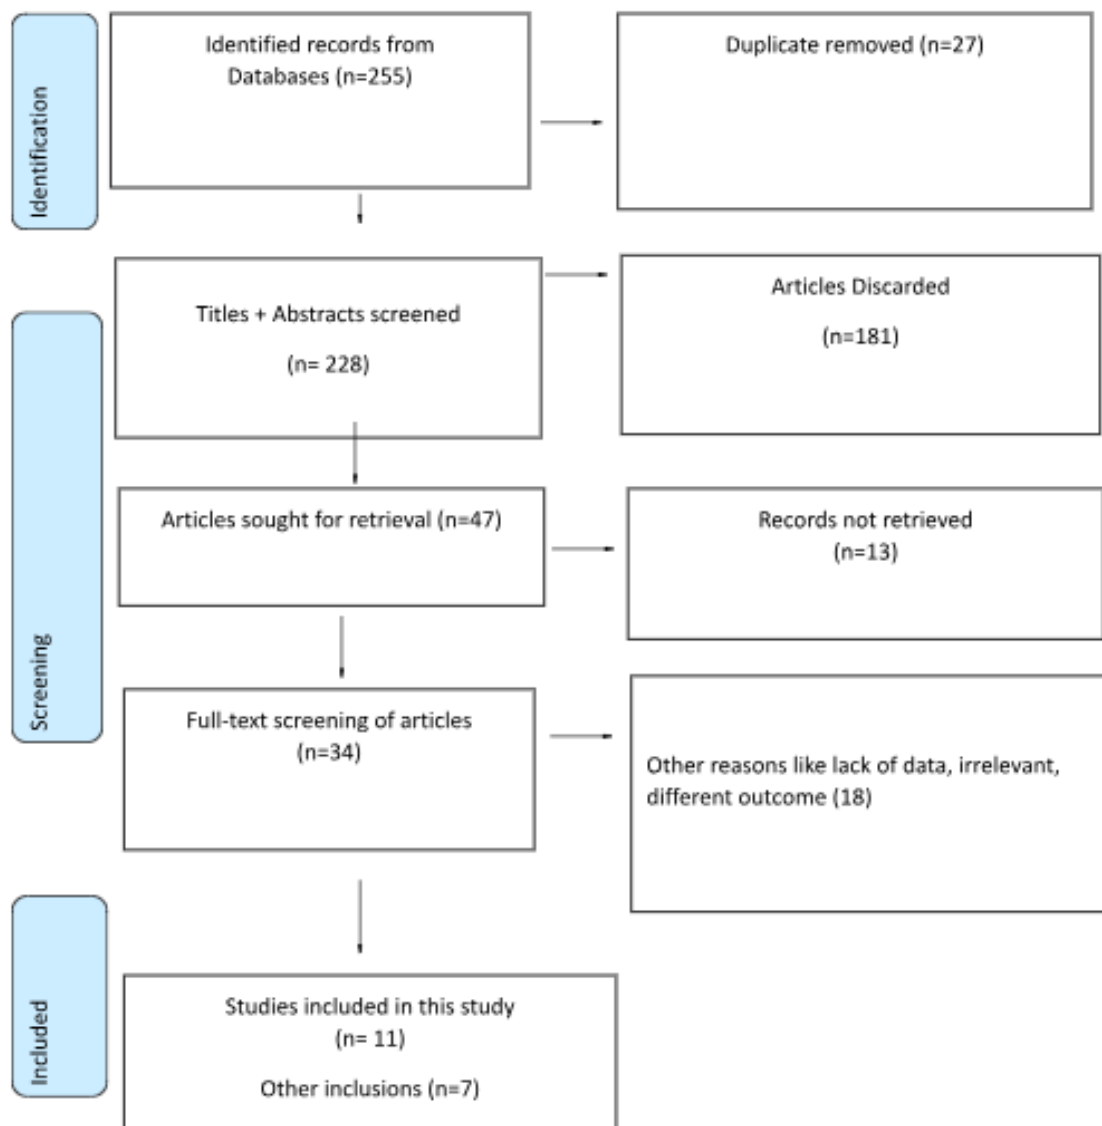 Identification
Identified records from
Databases (n=255)
Duplicate removed (n=27)
Screening
Titles + Abstracts screened
(n= 228)
Articles Discarded
(n=181)
Articles sought for retrieval (n=47)
Records not retrieved
(n=13)
Full-text screening of articles
(n=34)
Other reasons like lack of data, irrelevant,
different outcome (18)
Included
Studies included in this study
(n= 11)
Other inclusions (n=7)